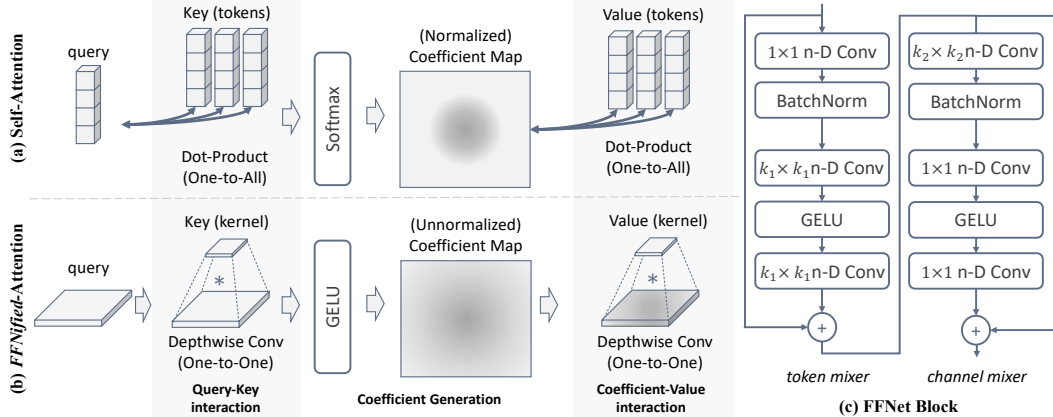 (a) Self-Attention
query
Key (tokens)
Dot-Product
(One-to-All)
Softmax
(Normalized)
Coefficient Map
Value (tokens)
Dot-Product
(One-to-All)
(b) FFNified-Attention
query
Key (kernel)
*
Depthwise Conv
(One-to-One)
Query-Key
interaction
GELU
(Unnormalized)
Coefficient Map
Coefficient Generation
Value (kernel)
*
Depthwise Conv
(One-to-One)
Coefficient-Value
interaction
1×1 n-D Conv
BatchNorm
k₁× k₁n-D Conv
GELU
k₁× k₁n-D Conv
+
token mixer
k₂× k₂n-D Conv
BatchNorm
1×1 n-D Conv
GELU
1×1 n-D Conv
+
channel mixer
(c) FFNet Block